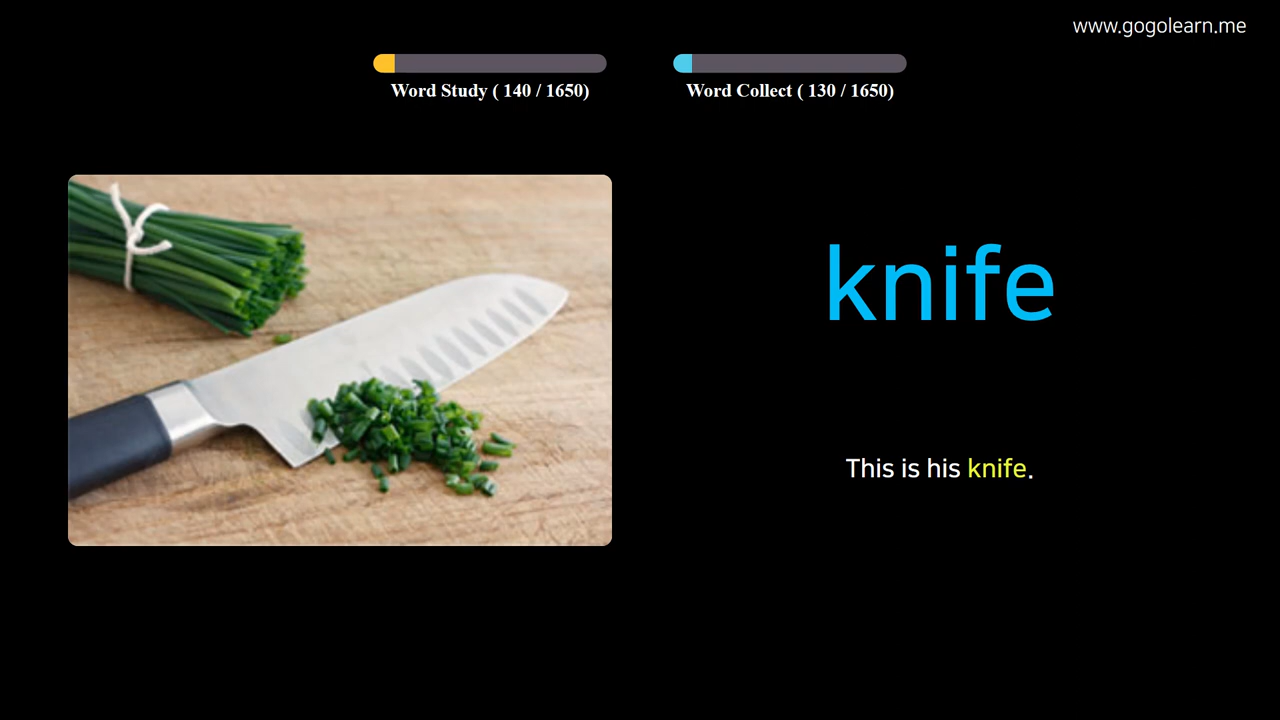 www.gogolearn.me
Word Study ( 140 / 1650)
Word Collect ( 130 / 1650)
knife
This is his knife.